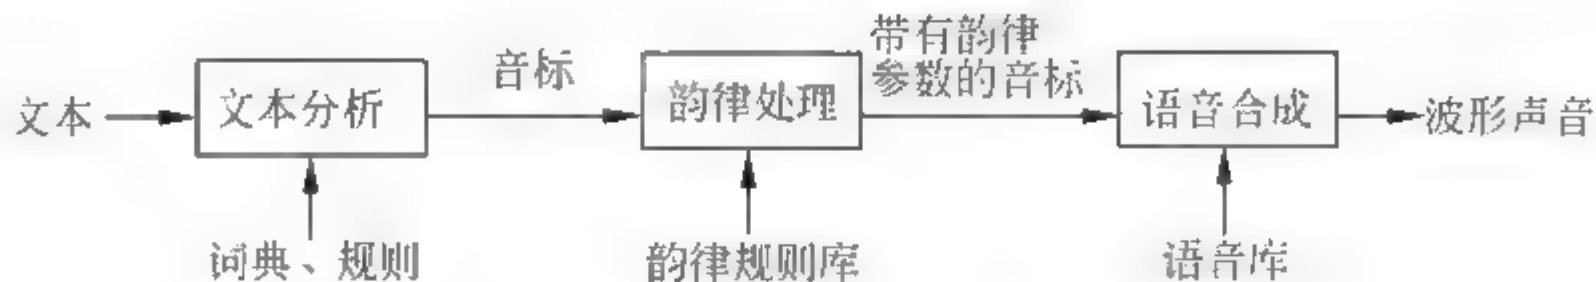 带有韵律
音标
参数的音标
文本
文本分析
韵律处理
语音合成
波形声音
词典、规则
韵律规则库
语音库